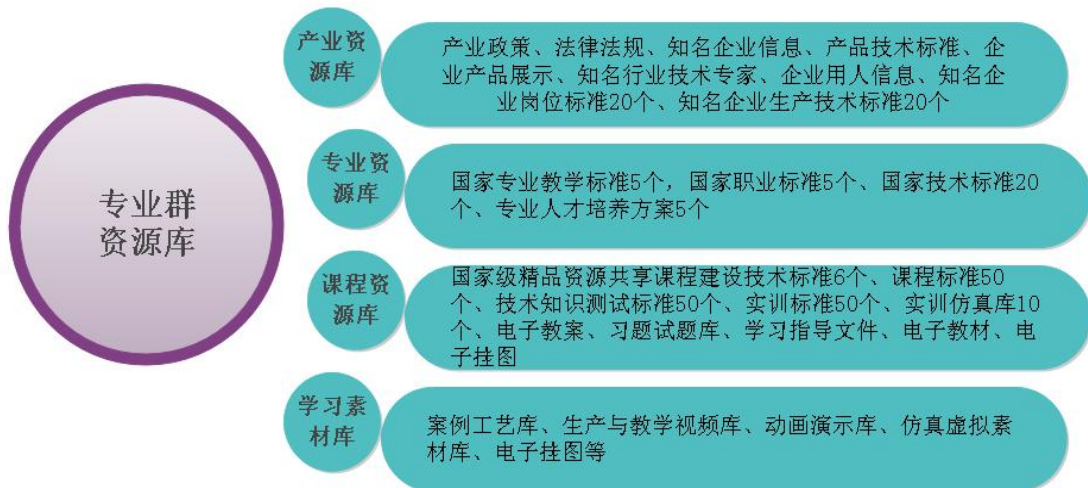 专业群
资源库
产业资
源库
产业政策、法律法规、知名企业信息、产品技术标准、企
业产品展示、知名行业技术专家、企业用人信息、知名企
业岗位标准20个、知名企业生产技术标准20个
专业资
源库
国家专业教学标准5个，国家职业标准5个、国家技术标准20
个、专业人才培养方案5个
课程资
源库
国家级精品资源共享课程建设技术标准6个、课程标准50
个、技术知识测试标准50个、实训标准50个、实训仿真库10
个、电子教案、习题试题库、学习指导文件、电子教材、电
子挂图
学习素
材库
案例工艺库、生产与教学视频库、动画演示库、仿真虚拟素
材库、电子挂图等